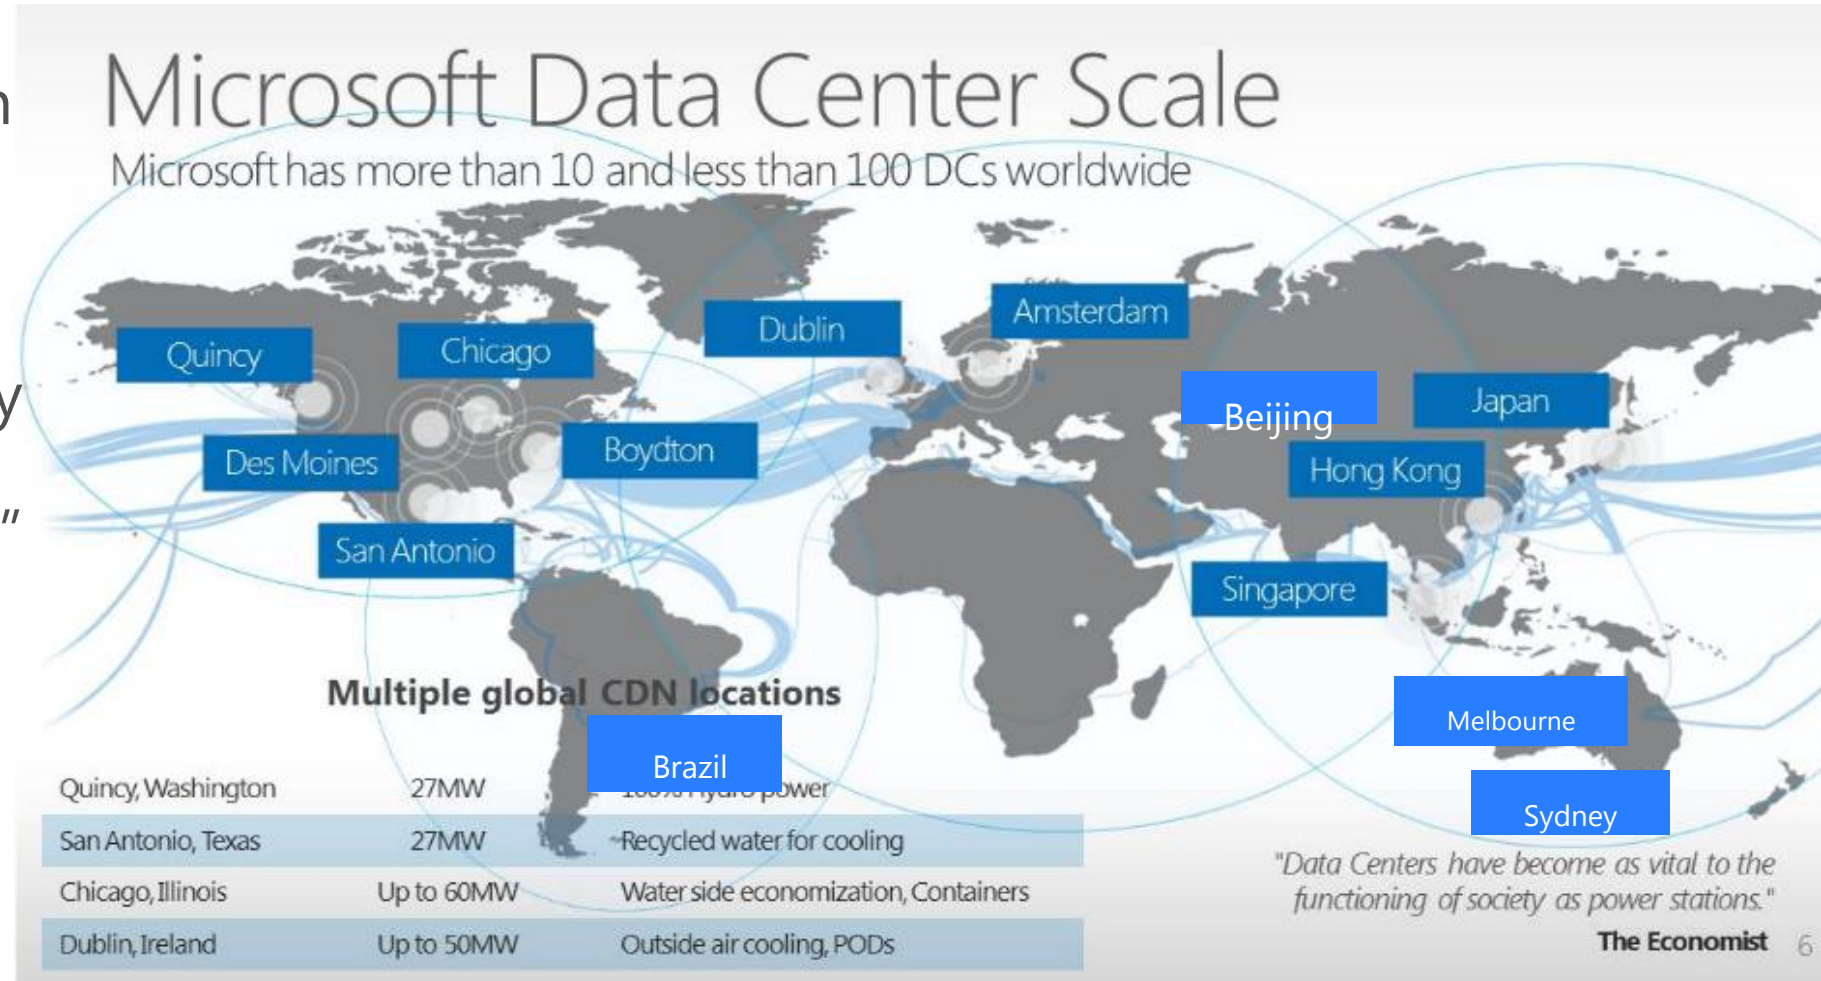 Microsoft Data Center Scale
Microsoft has more than 10 and less than 100 DCs worldwide
n
y
"
Quincy
Chicago
Dublin
Amsterdam
Beijing
Japan
Des Moines
Boydton
Hong Kong
San Antonio
Singapore
Multiple global CDN locations
Melbourne
Brazil
Sydney
Quincy, Washington 27MW power
San Antonio, Texas 27MW Recycled water for cooling
Chicago, Illinois Up to 60MW Water side economization, Containers
Dublin, Ireland Up to 50MW Outside air cooling, PODs
"Data Centers have become as vital to the
functioning of society as power stations."
The Economist 6